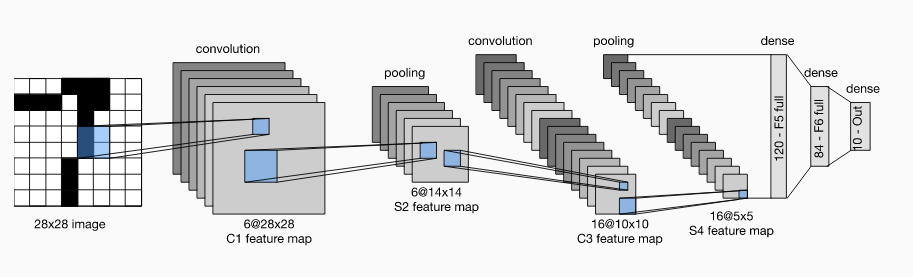 convolution
convolution
pooling
dense
pooling
dense
dense
120 - F5 full
84 - F6 full
10 - Out
28x28 image
6@28x28
C1 feature map
6@14x14
S2 feature map
16@10x10
C3 feature map
16@5x5
S4 feature map